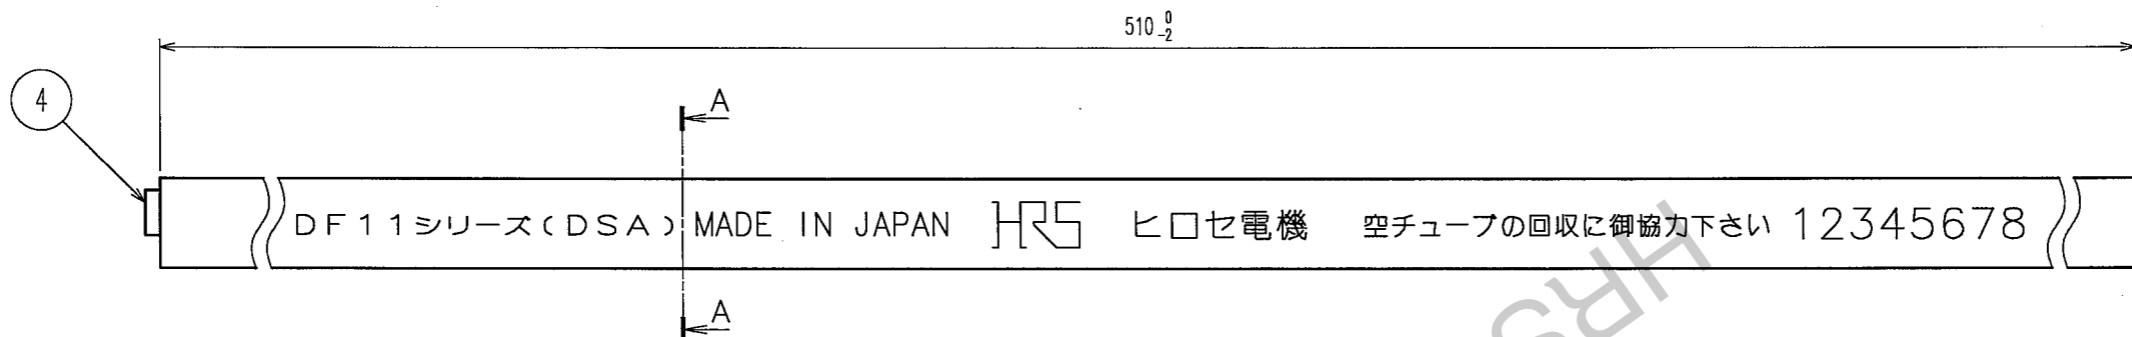 510 0 -2
4
A
DF11シリーズ(DSA) MADE IN JAPAN HRS ヒロセ電機 空チューブの回収に御協力下さい 12345678
A
HRS